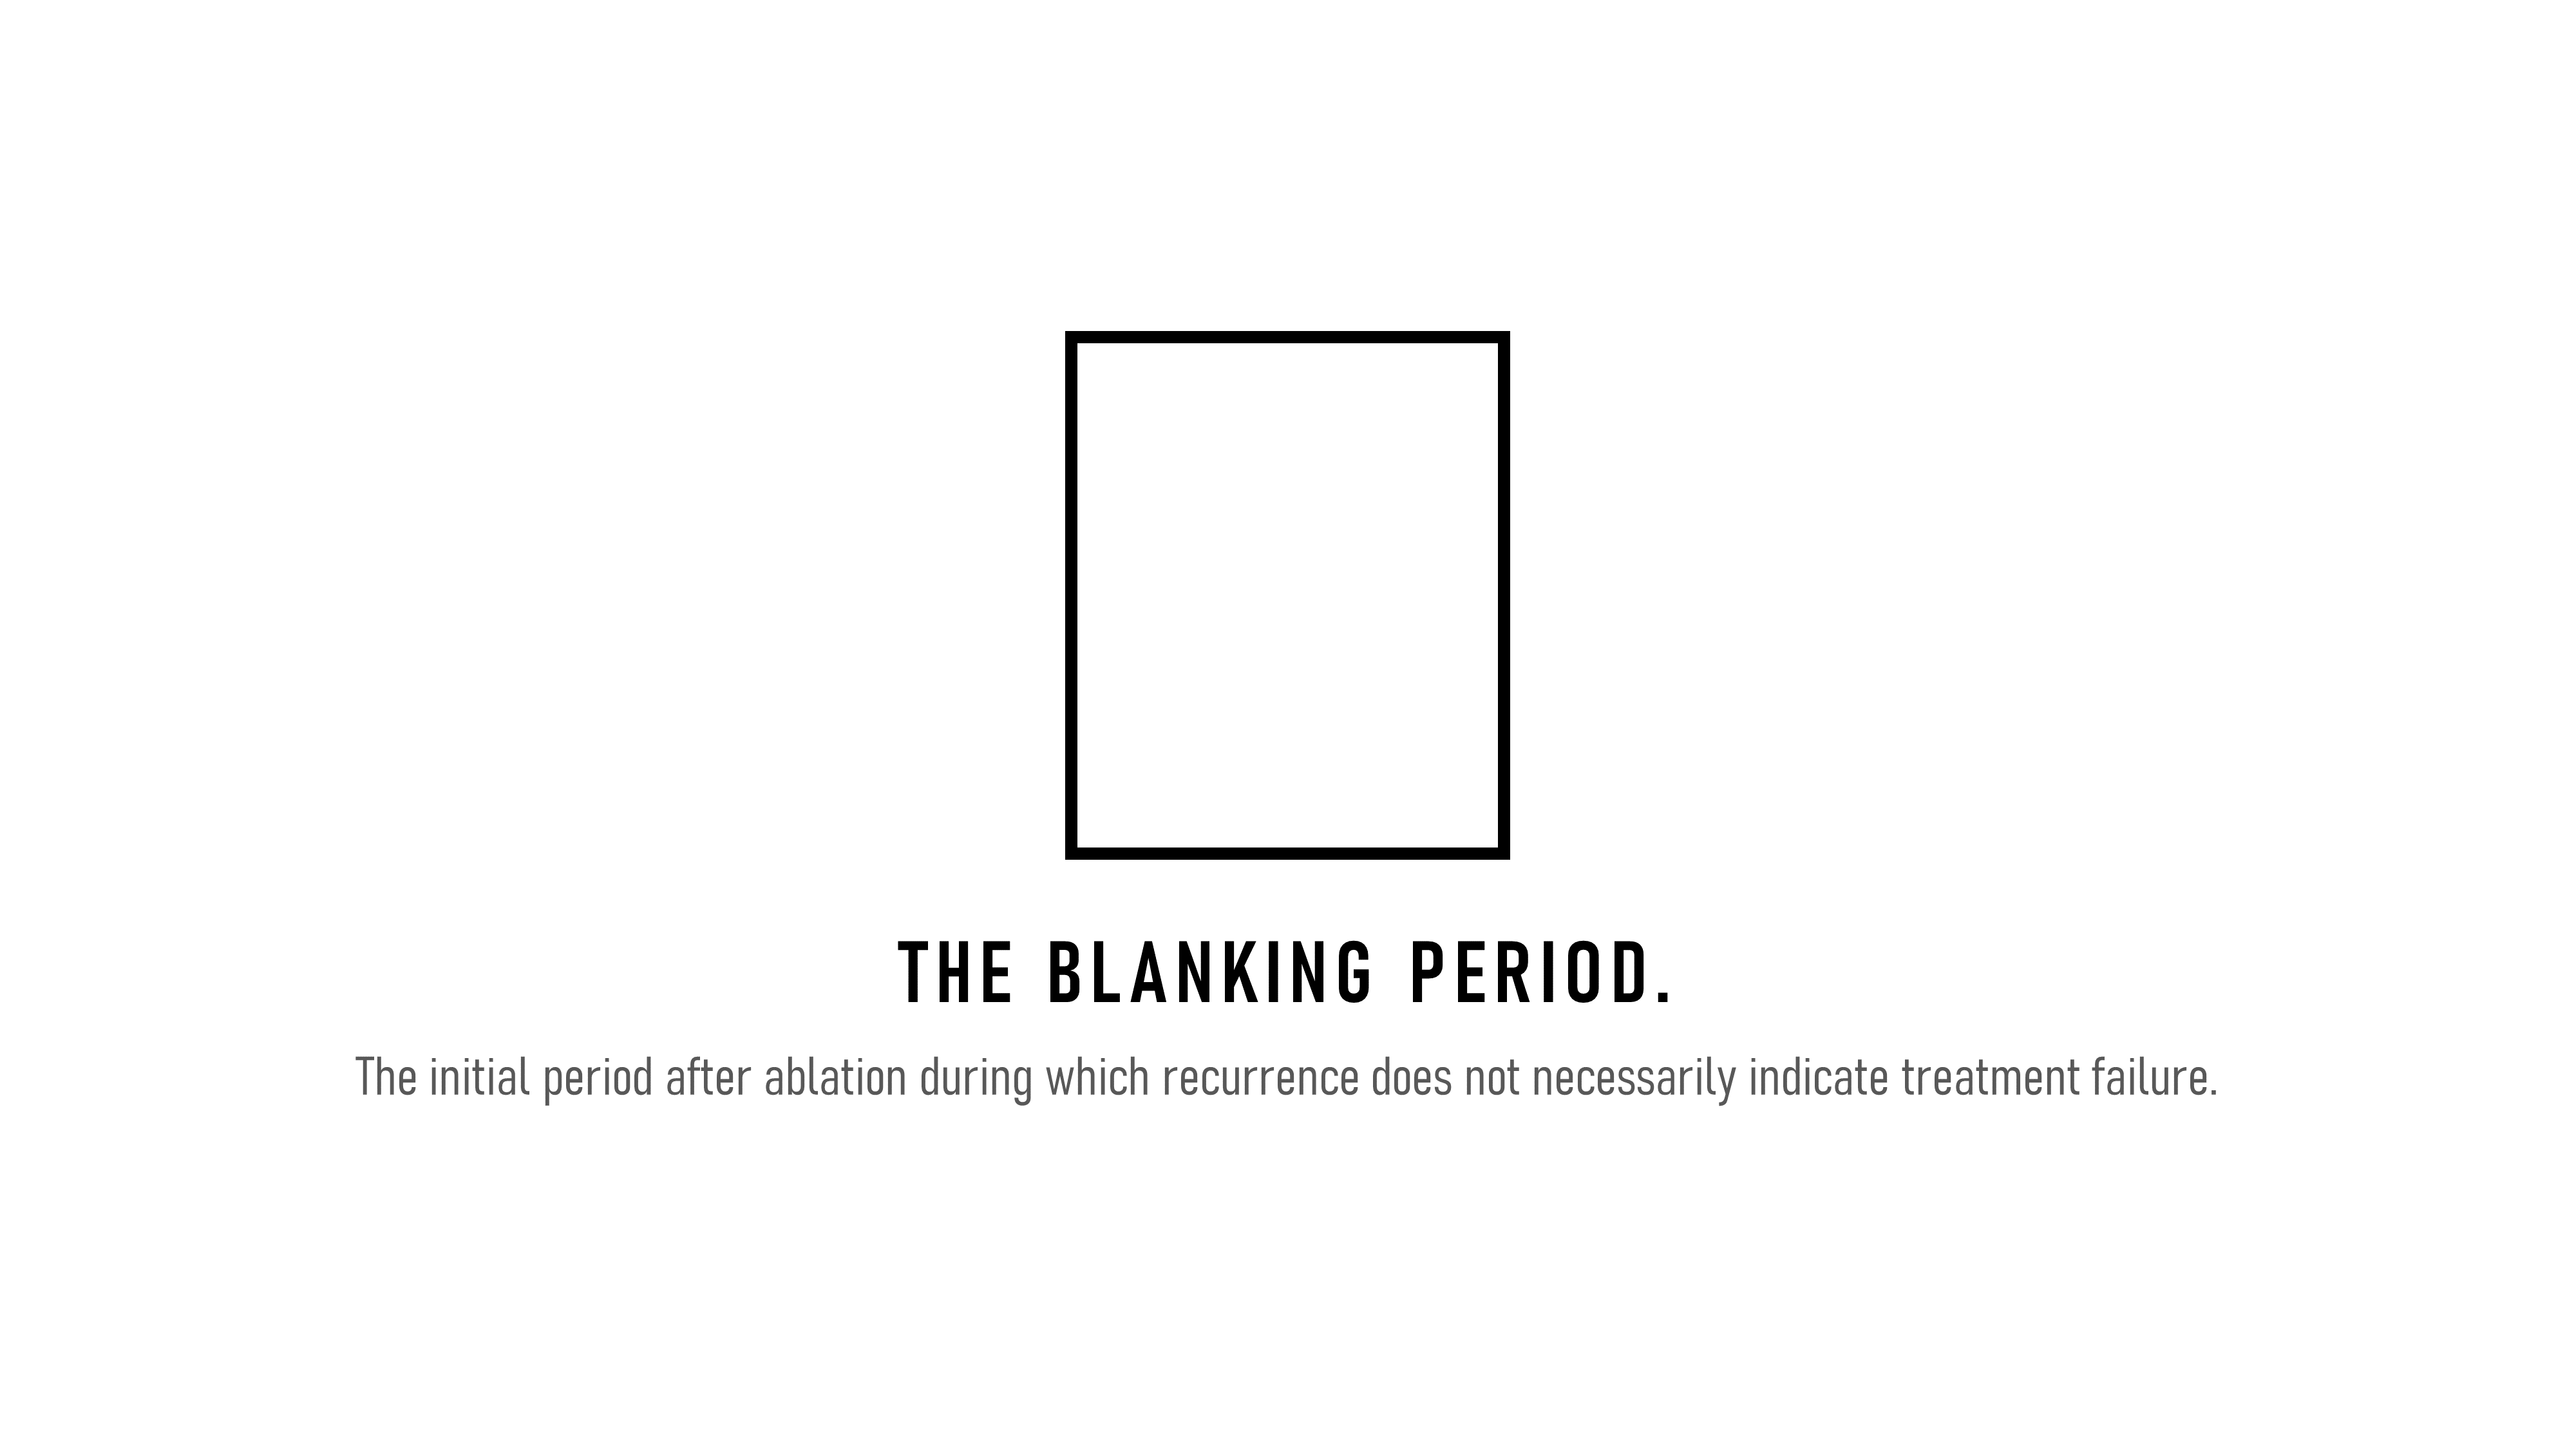 THE BLANKING PERIOD.
The initial period after ablation during which recurrence does not necessarily indicate treatment failure.